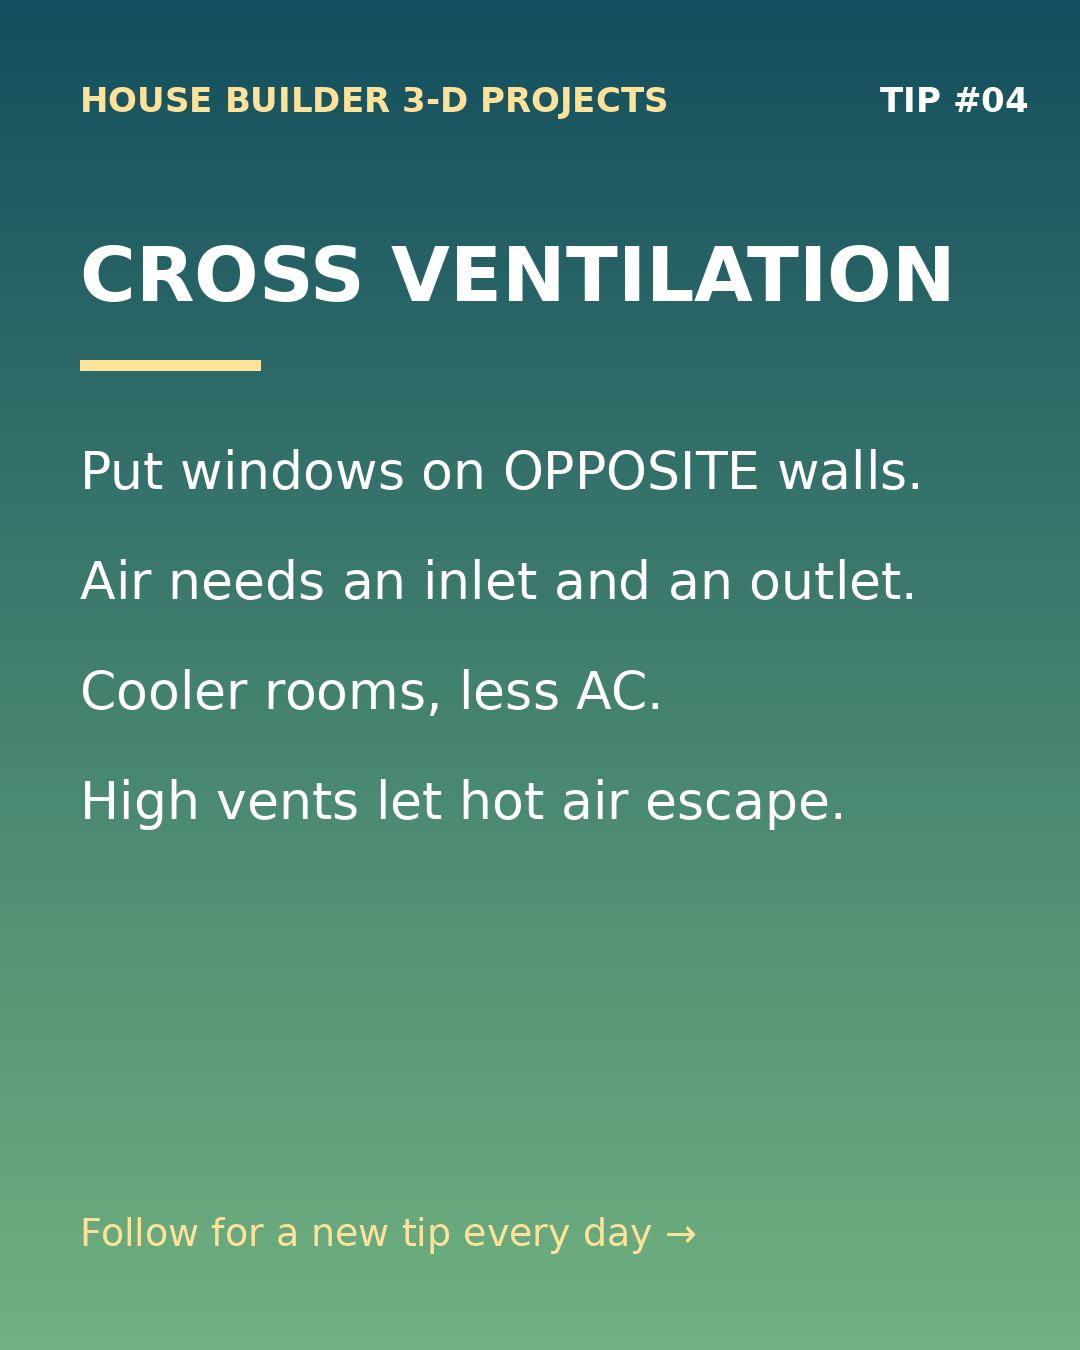 HOUSE BUILDER 3-D PROJECTS
TIP #04
CROSS VENTILATION
Put windows on OPPOSITE walls.
Air needs an inlet and an outlet.
Cooler rooms, less AC.
High vents let hot air escape.
Follow for a new tip every day →